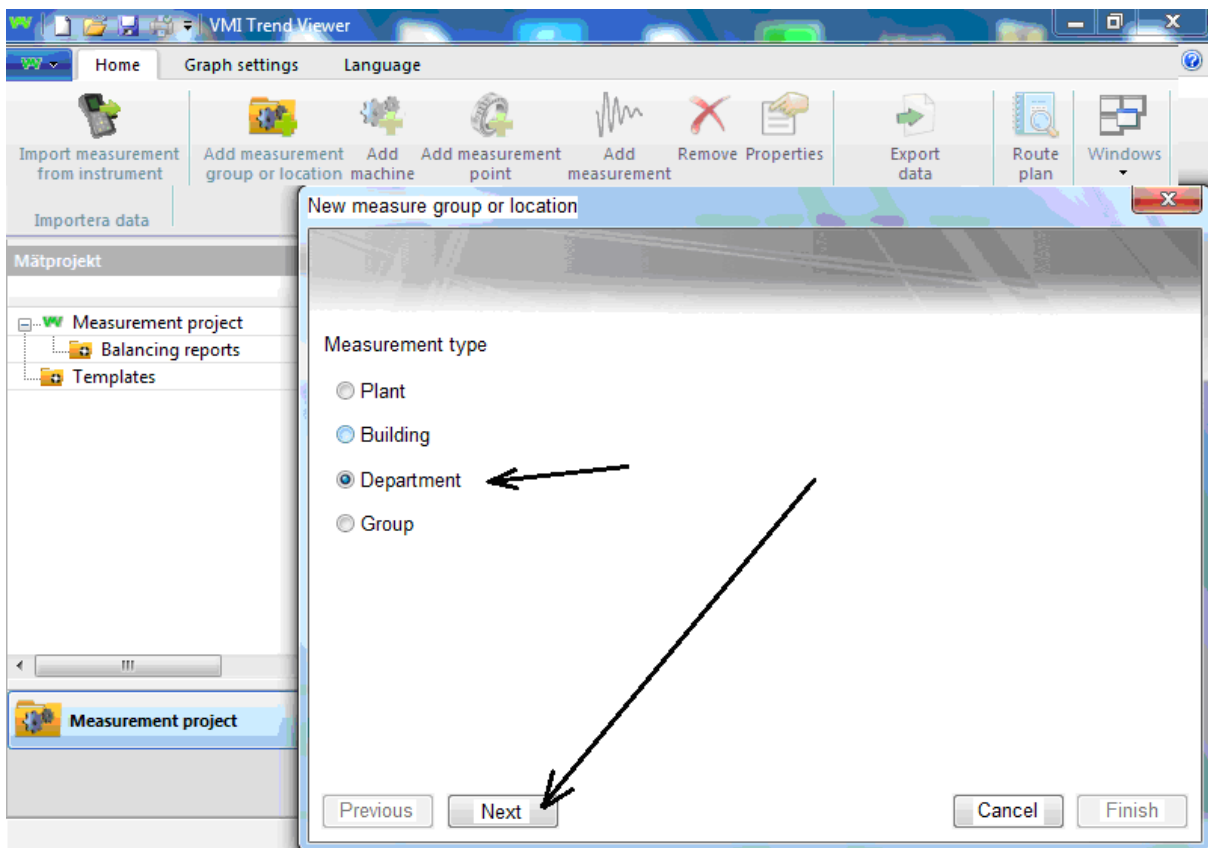 VMI Trend Viewer
Home Graph settings Language
Import measurement from instrument
Add measurement group or location
Add machine
Add measurement point
Add measurement
Remove
Properties
Export data
Route plan
Windows
Importera data
New measure group or location
Mätprojekt
Measurement project
Balancing reports
Templates
Measurement type
Plant
Building
Department
Group
Measurement project
Previous Next Cancel Finish